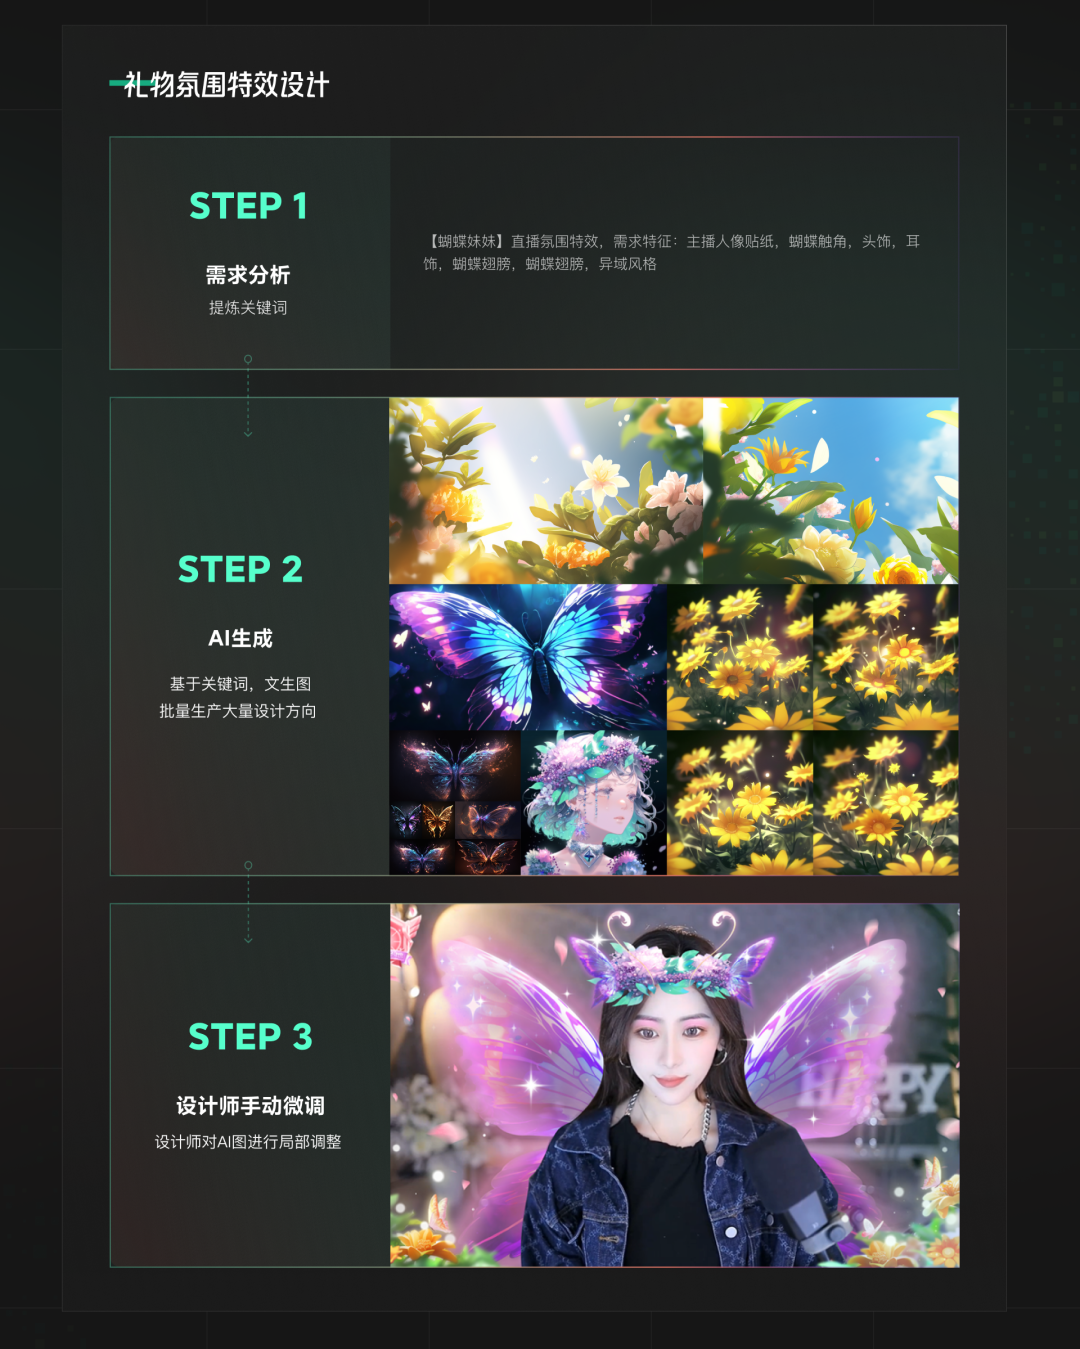 礼物氛围特效设计
STEP 1
需求分析
提炼关键词
【蝴蝶妹妹】直播氛围特效，需求特征：主播人像贴纸，蝴蝶触角，头饰，耳
饰，蝴蝶翅膀，蝴蝶翅膀，异域风格
STEP 2
AI生成
基于关键词，文生图
批量生产大量设计方向
STEP 3
设计师手动微调
设计师对AI图进行局部调整
HAPPY